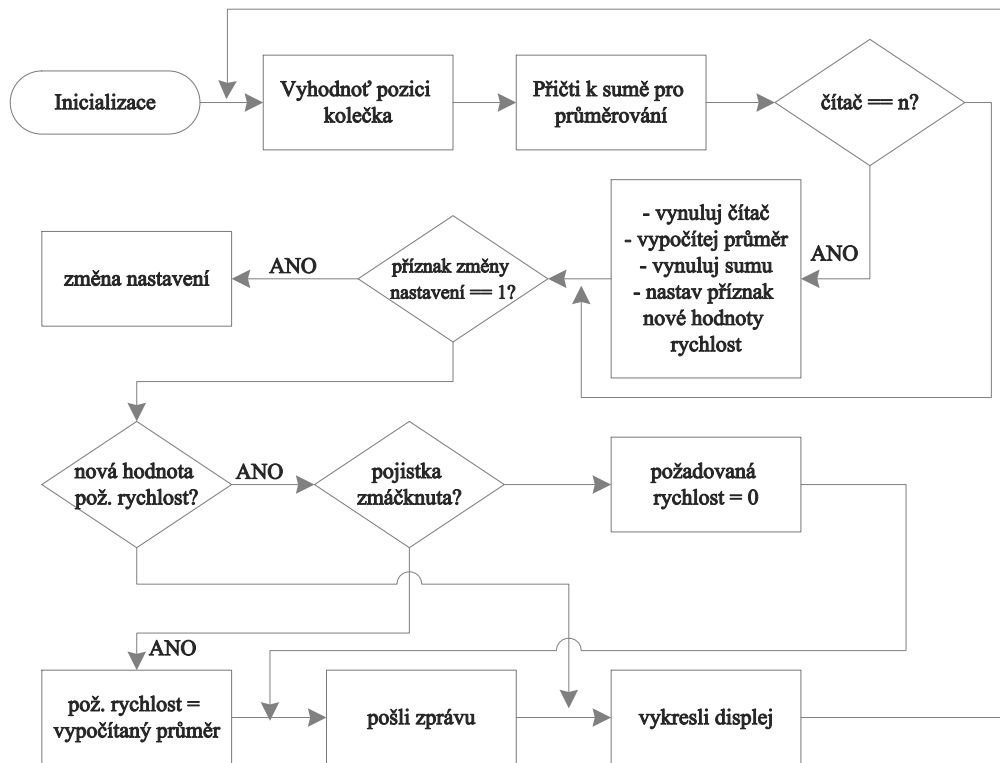 Inicializace
Vyhodnoť pozici
kolečka
Přičti k sumě pro
průměrování
čítač == n?
ANO
- vynuluj čítač
- vypočítej průměr
- vynuluj sumu
- nastav příznak
nové hodnoty
rychlost
příznak změny
nastavení == 1?
ANO
změna nastavení
nová hodnota
pož. rychlost?
ANO
pojistka
zmáčknuta?
požadovaná
rychlost = 0
ANO
pož. rychlost =
vypočítaný průměr
pošli zprávu
vykresli displej